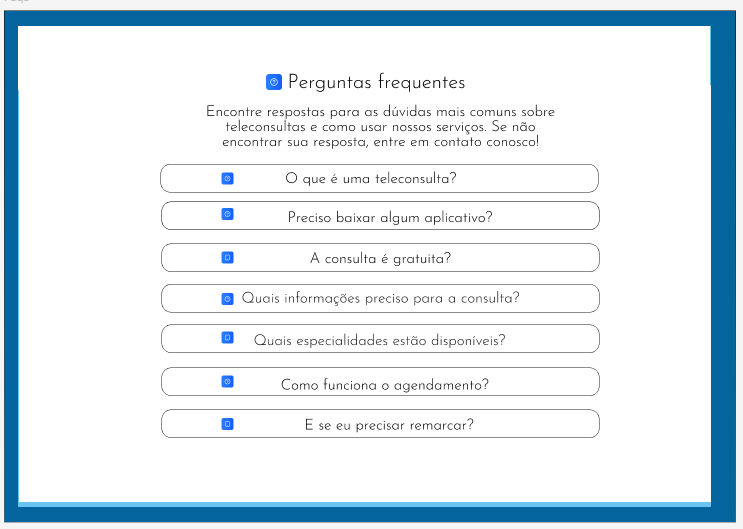 Perguntas frequentes
Encontre respostas para as dúvidas mais comuns sobre
teleconsultas e como usar nossos serviços. Se não
encontrar sua resposta, entre em contato conosco!
O que é uma teleconsulta?
Preciso baixar algum aplicativo?
A consulta é gratuita?
Quais informações preciso para a consulta?
Quais especialidades estão disponíveis?
Como funciona o agendamento?
E se eu precisar remarcar?